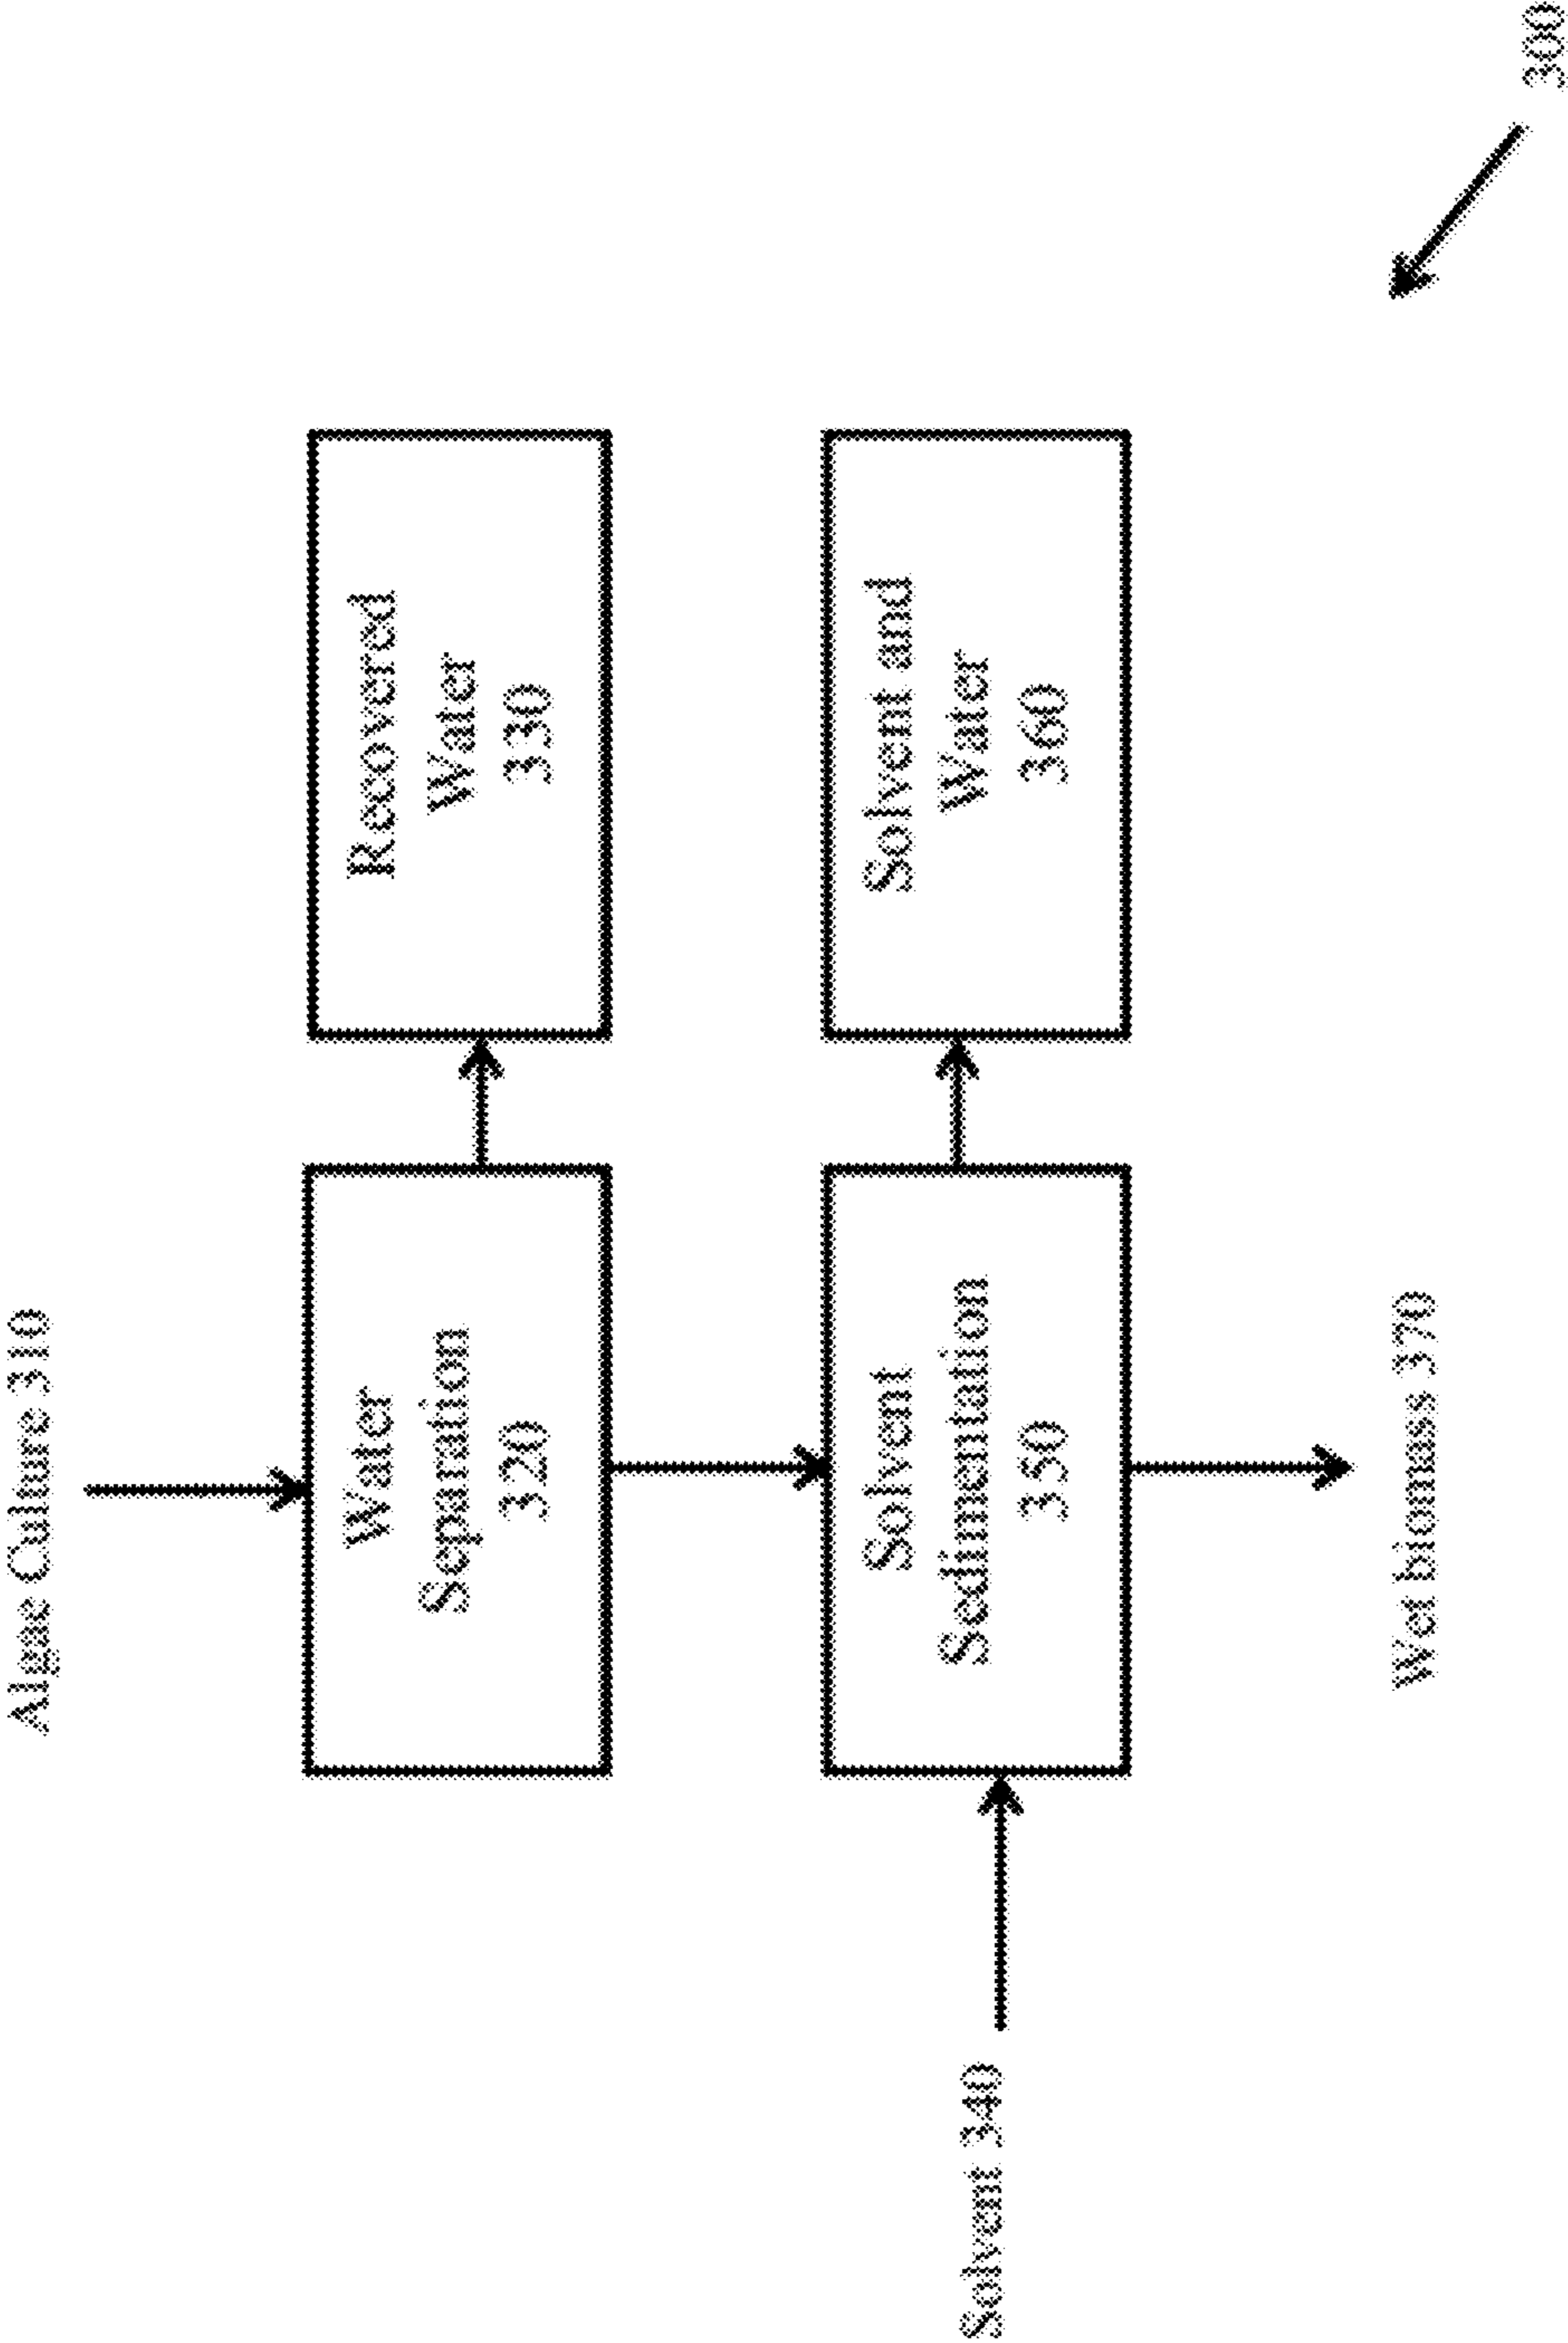 Algae Culture 310
Water
Separation
320
Recovered
Water
330
Solvent 340
Solvent
Sedimentation
350
Solvent and
Water
360
Wet biomass 370
300